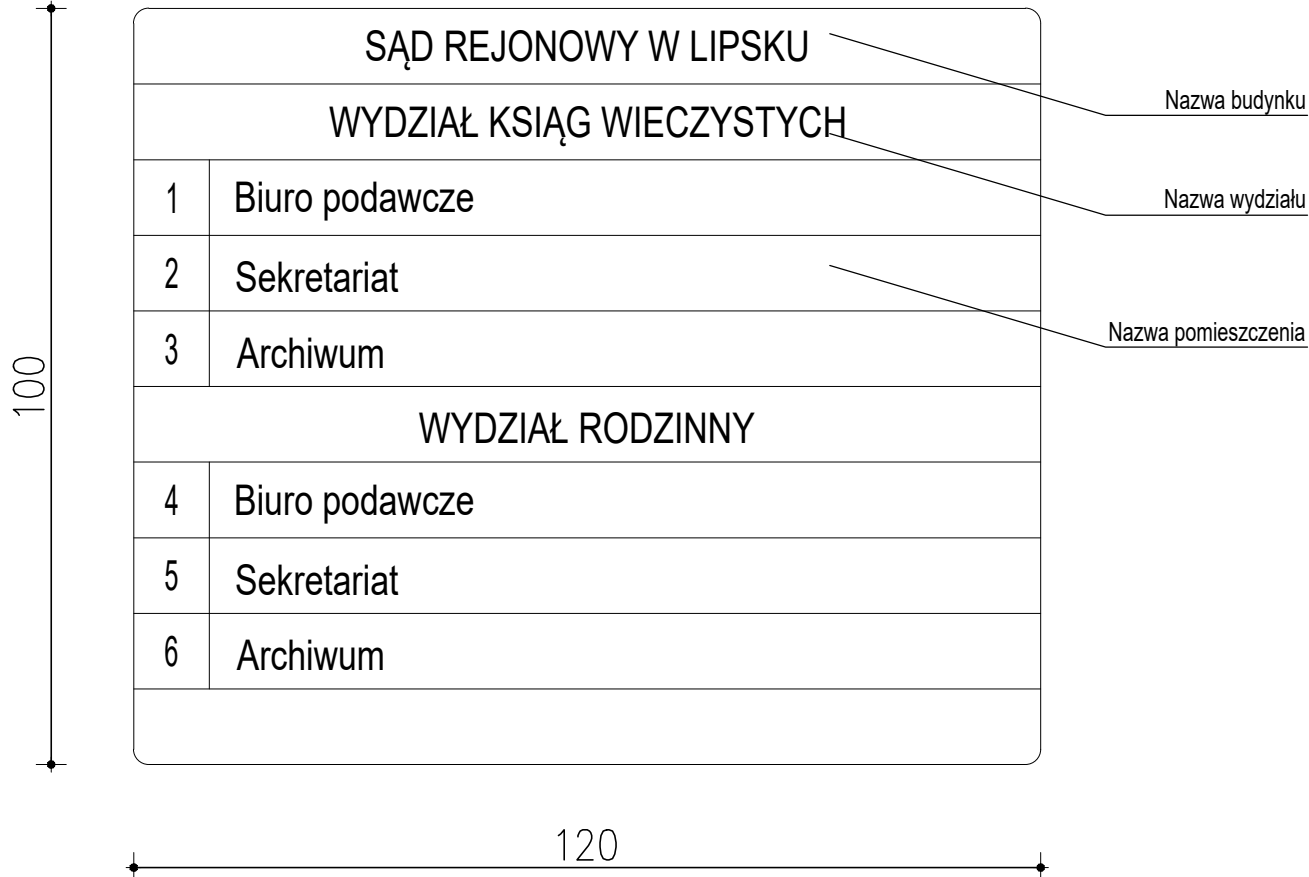 SĄD REJONOWY W LIPSKU
Nazwa budynku
WYDZIAŁ KSIĄG WIECZYSTYCH
Nazwa wydziału
1 Biuro podawcze
2 Sekretariat
Nazwa pomieszczenia
3 Archiwum
100
WYDZIAŁ RODZINNY
4 Biuro podawcze
5 Sekretariat
6 Archiwum
120